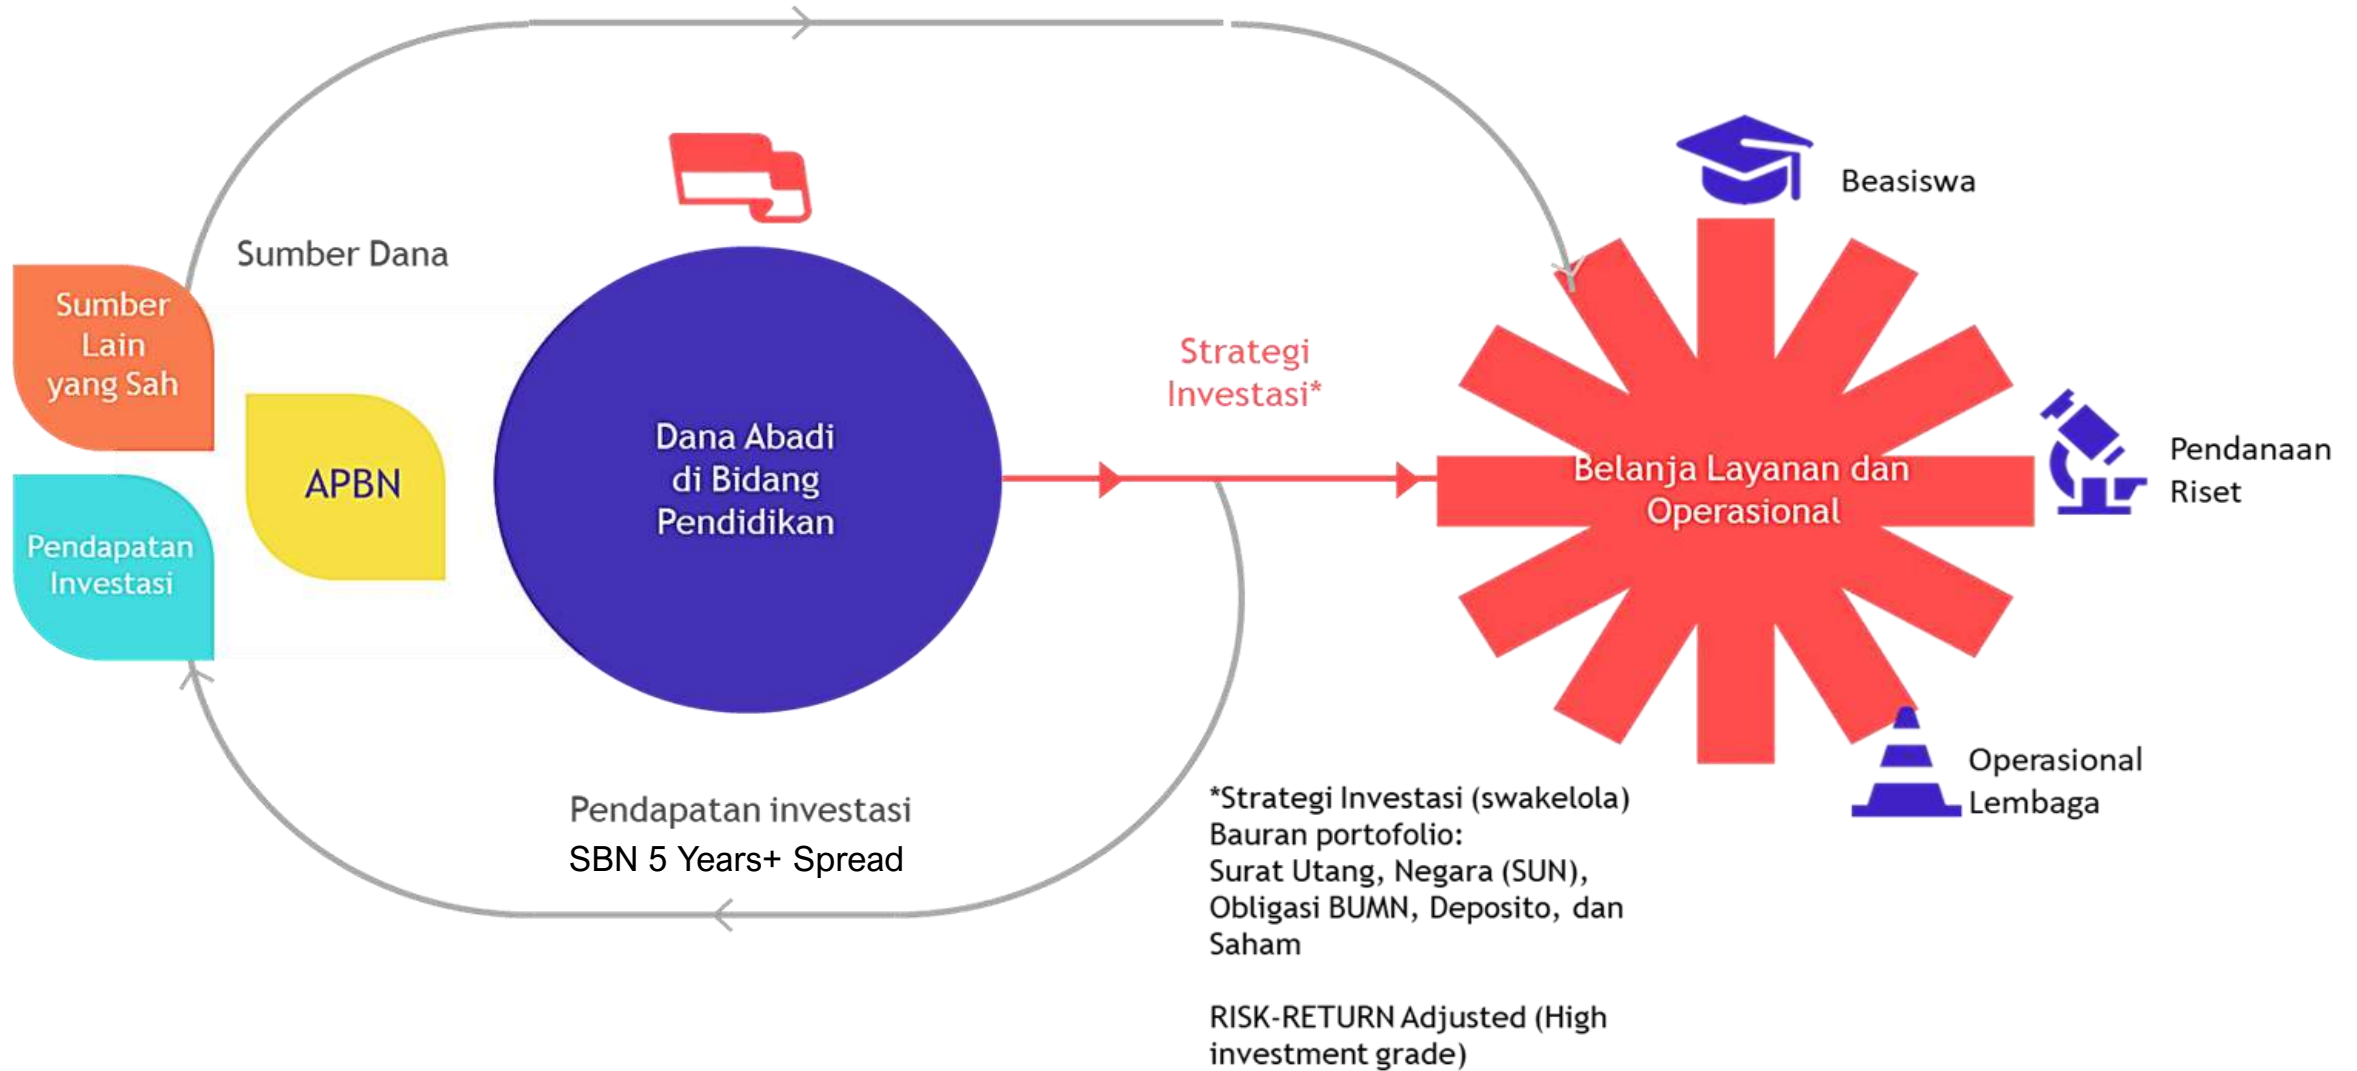 Sumber Dana
Sumber
Lain
yang Sah
APBN
Pendapatan
Investasi
Dana Abadi
di Bidang
Pendidikan
Strategi
Investasi*
Belanja Layanan dan
Operasional
Beasiswa
Pendanaan
Riset
Operasional
Lembaga
Pendapatan investasi
SBN 5 Years+ Spread
*Strategi Investasi (swakelola)
Bauran portofolio:
Surat Utang, Negara (SUN),
Obligasi BUMN, Deposito, dan
Saham
RISK-RETURN Adjusted (High
investment grade)